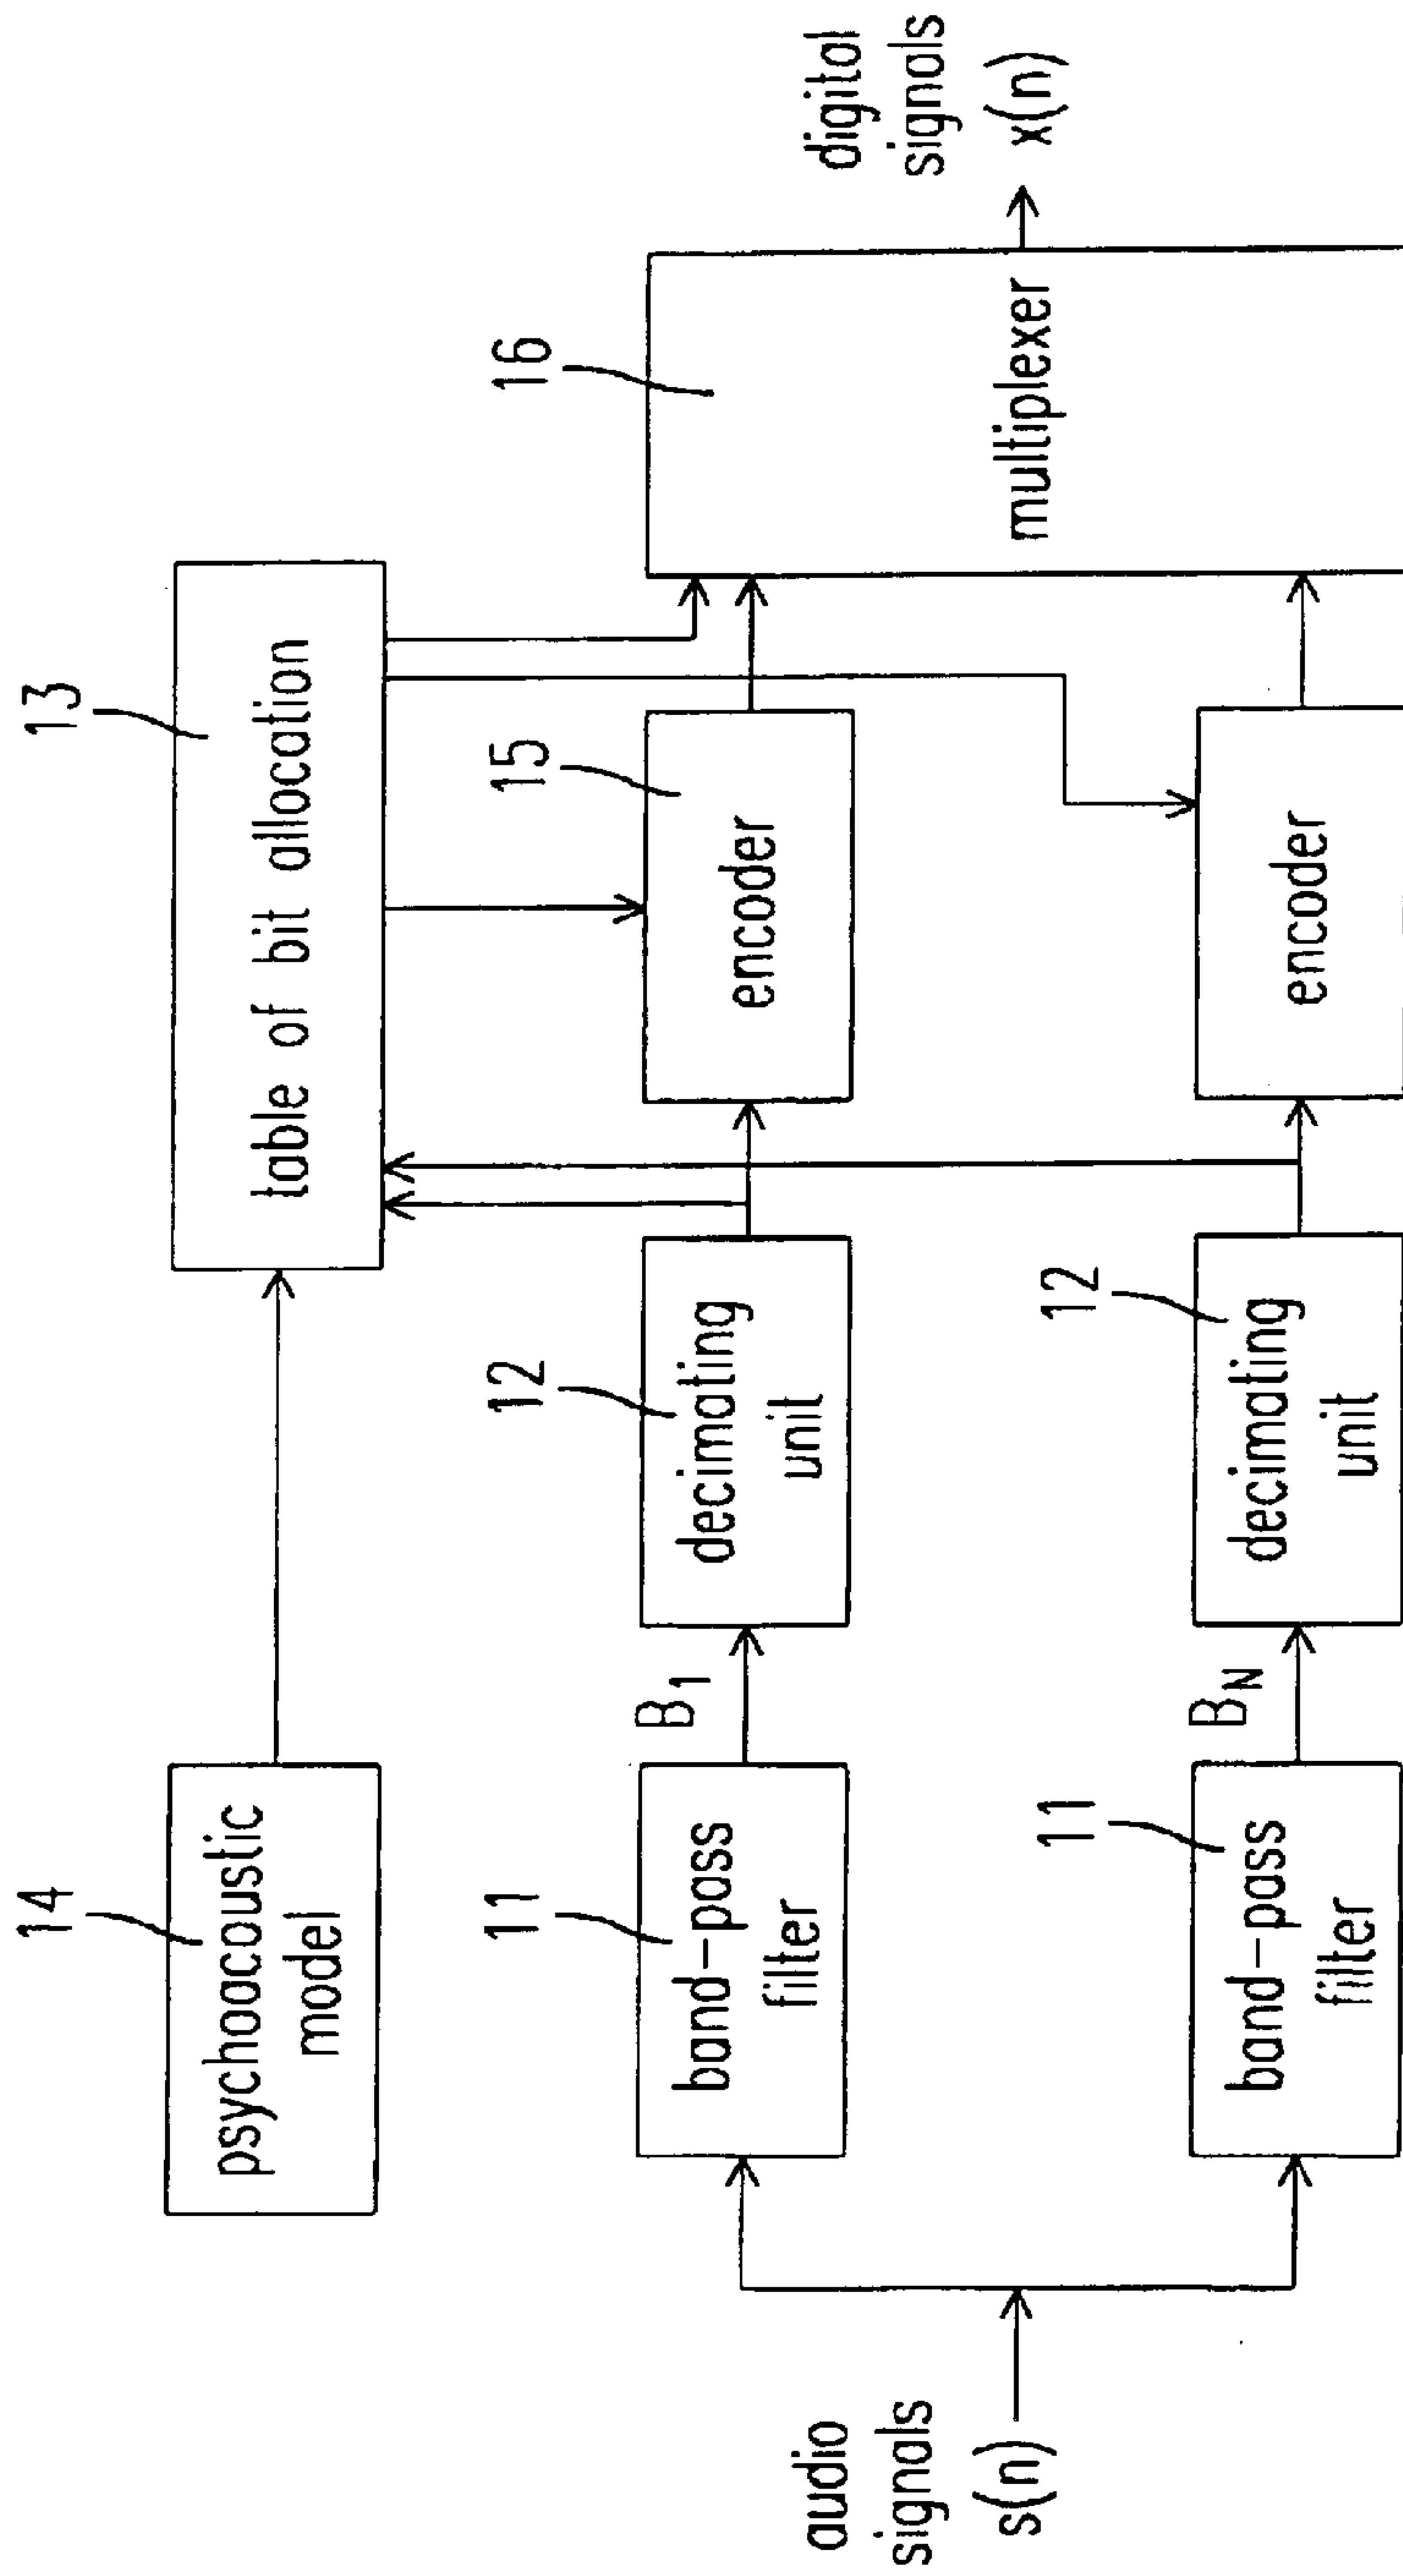 14
psychoacoustic
model
13
table of bit allocation
audio
signals
s(n)
11
band-pass
filter
B1
12
decimating
unit
15
encoder
16
multiplexer
digital
signals
x(n)
11
band-pass
filter
BN
12
decimating
unit
encoder